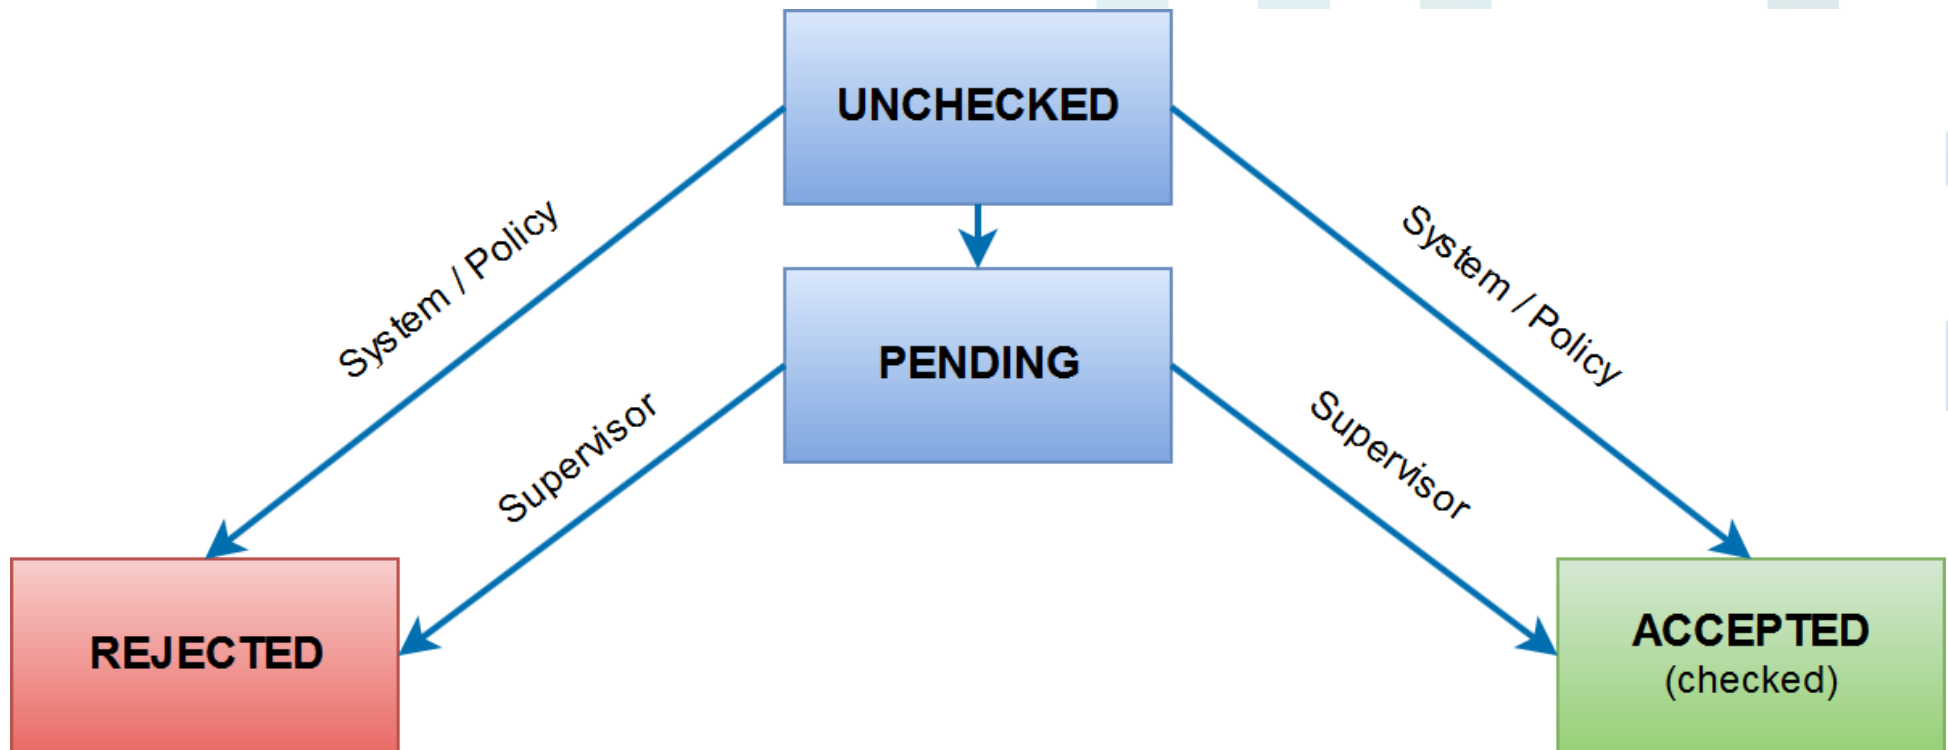 UNCHECKED
System / Policy
System / Policy
PENDING
Supervisor
Supervisor
REJECTED
ACCEPTED
(checked)